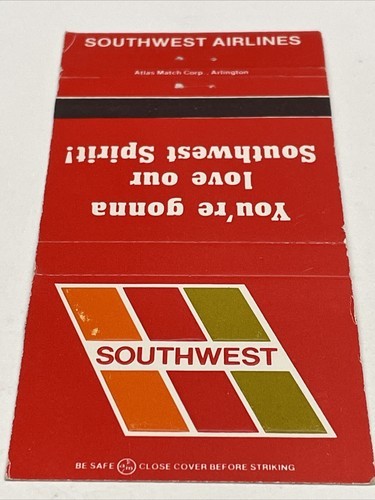 SOUTHWEST AIRLINES
Atlas Match Corp., Arlington
You're gonna
love our
Southwest Spirit!
SOUTHWEST
BE SAFE CLOSE COVER BEFORE STRIKING